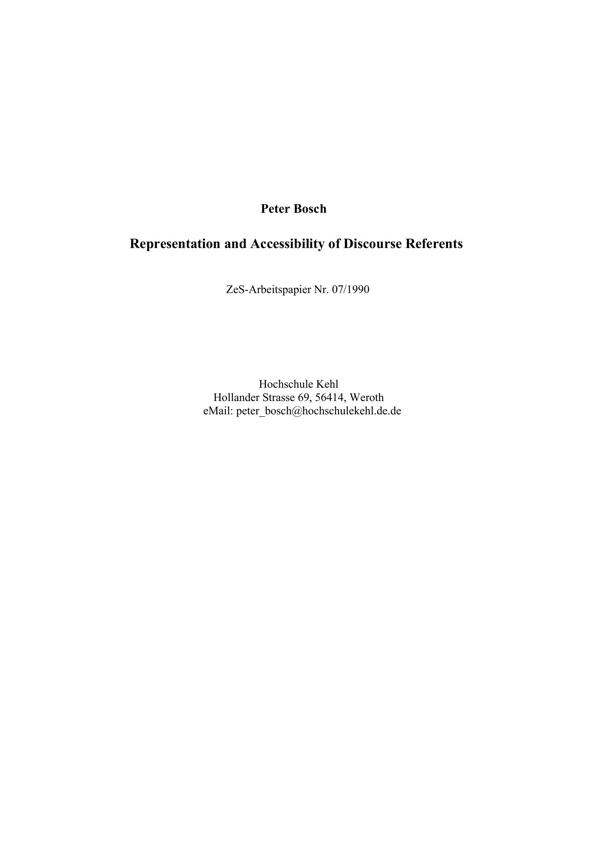 Peter Bosch
Representation and Accessibility of Discourse Referents
ZeS-Arbeitspapier Nr. 07/1990
Hochschule Kehl
Hollander Strasse 69, 56414, Weroth
eMail: peter_bosch@hochschulekehl.de.de